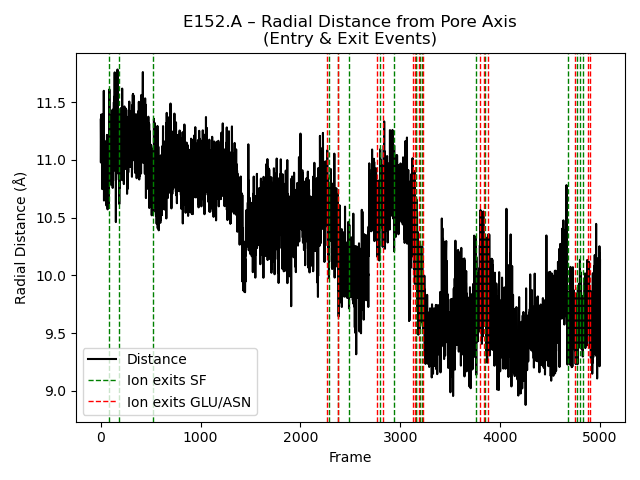 E152.A – Radial Distance from Pore Axis
(Entry & Exit Events)
Radial Distance (Å)
11.5
11.0
10.5
10.0
9.5
9.0
Distance
Ion exits SF
Ion exits GLU/ASN
0 1000 2000 3000 4000 5000
Frame